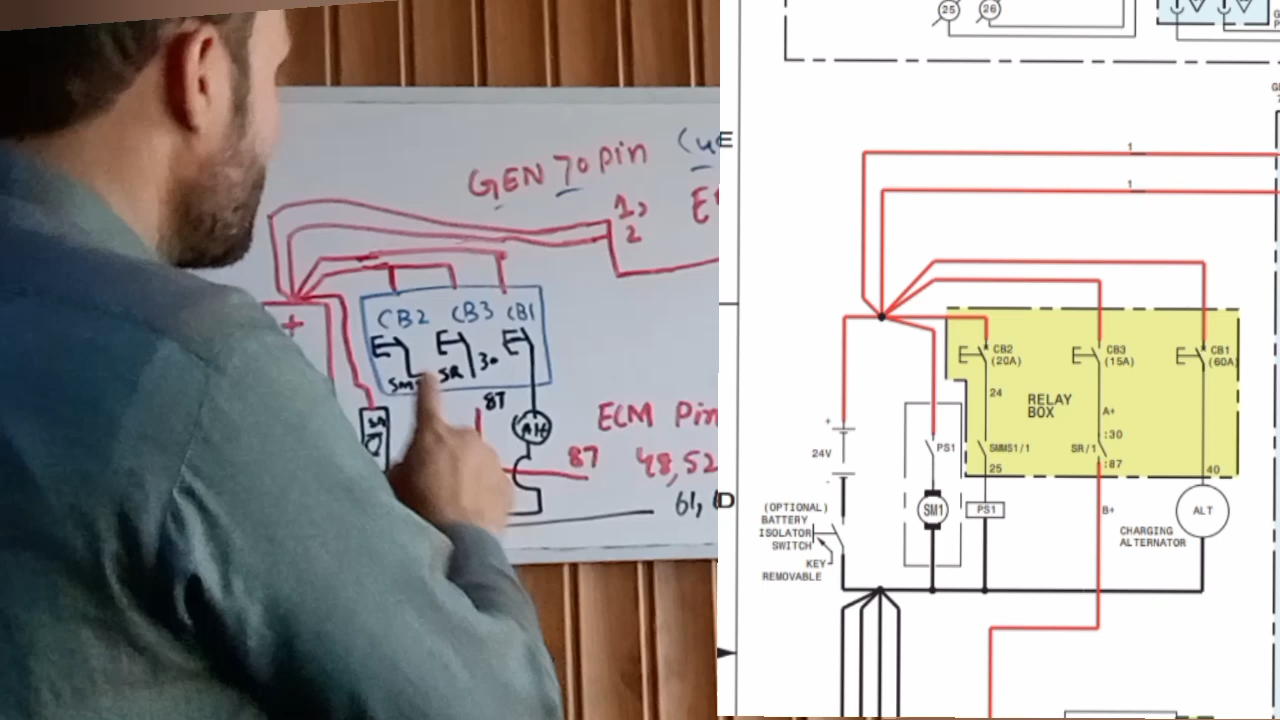 GEN 70 pin
1,
2
+
CB2 CB3 CB1
SR 30
87
Alt
87
ECM Pin
48,52
61,
25
26
E
1
1
CB2
(20A)
CB3
(15A)
CB1
(60A)
24
RELAY
BOX
A+
:30
+
24V
-
PS1
SMMS1/1
SR/1
:87
25
40
D
(OPTIONAL)
BATTERY
ISOLATOR
SWITCH
KEY
REMOVABLE
SM1
PS1
B+
ALT
CHARGING
ALTERNATOR